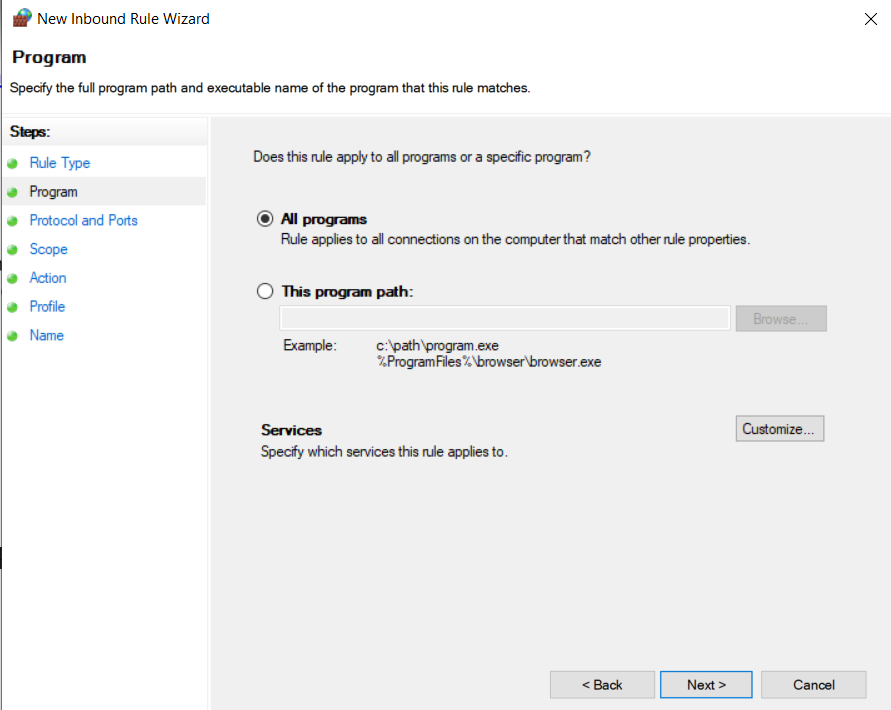 New Inbound Rule Wizard
Program
Specify the full program path and executable name of the program that this rule matches.
Steps:
Rule Type
Program
Protocol and Ports
Scope
Action
Profile
Name
Does this rule apply to all programs or a specific program?
All programs
Rule applies to all connections on the computer that match other rule properties.
This program path:
Browse...
Example: c:\path\program.exe
%ProgramFiles%\browser\browser.exe
Services
Customize...
Specify which services this rule applies to.
< Back Next > Cancel